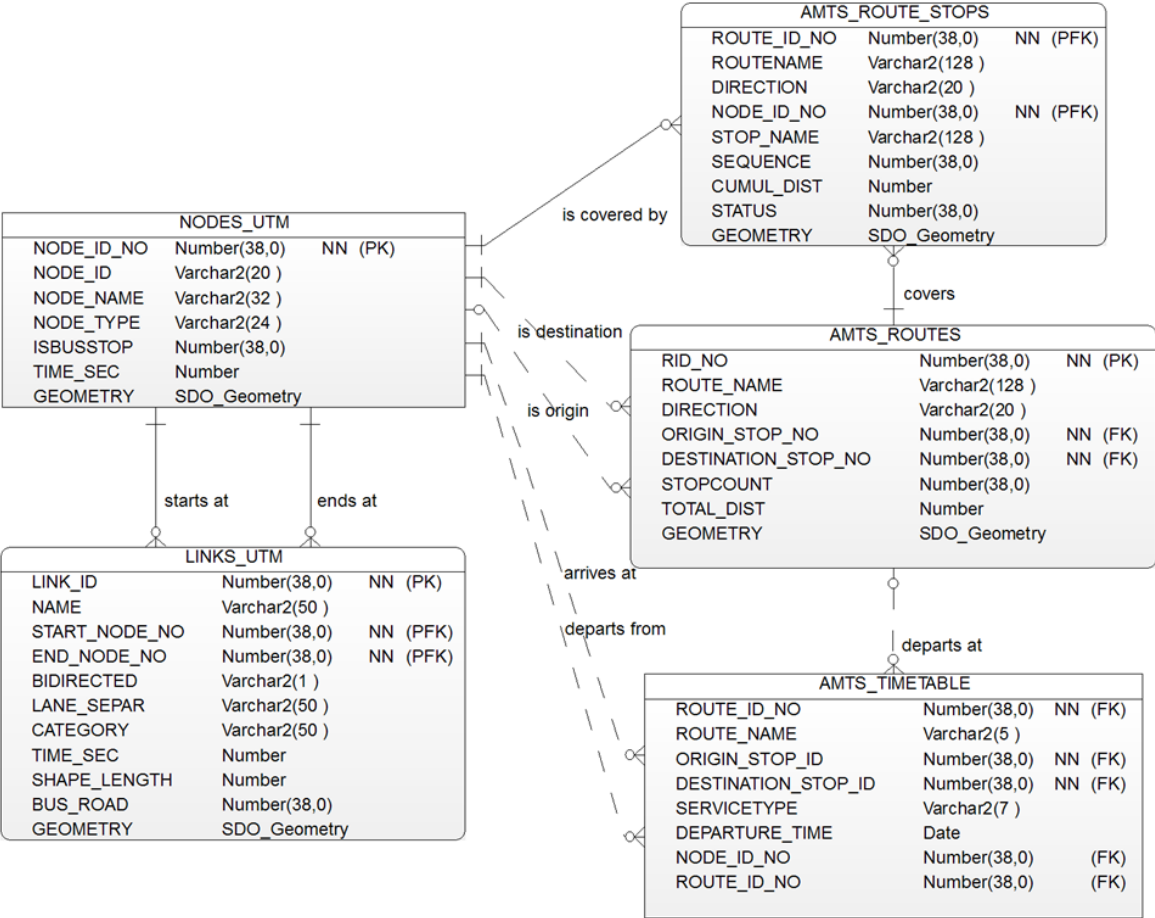 AMTS_ROUTE_STOPS
ROUTE_ID_NO Number(38,0) NN (PFK)
ROUTENAME Varchar2(128 )
DIRECTION Varchar2(20 )
NODE_ID_NO Number(38,0) NN (PFK)
STOP_NAME Varchar2(128 )
SEQUENCE Number(38,0)
CUMUL_DIST Number
STATUS Number(38,0)
GEOMETRY SDO_Geometry
is covered by
NODES_UTM
NODE_ID_NO Number(38,0) NN (PK)
NODE_ID Varchar2(20 )
NODE_NAME Varchar2(32 )
NODE_TYPE Varchar2(24 )
ISBUSSTOP Number(38,0)
TIME_SEC Number
GEOMETRY SDO_Geometry
covers
is destination
is origin
AMTS_ROUTES
RID_NO Number(38,0) NN (PK)
ROUTE_NAME Varchar2(128 )
DIRECTION Varchar2(20 )
ORIGIN_STOP_NO Number(38,0) NN (FK)
DESTINATION_STOP_NO Number(38,0) NN (FK)
STOPCOUNT Number(38,0)
TOTAL_DIST Number
GEOMETRY SDO_Geometry
starts at
ends at
LINKS_UTM
LINK_ID Number(38,0) NN (PK)
NAME Varchar2(50 )
START_NODE_NO Number(38,0) NN (PFK)
END_NODE_NO Number(38,0) NN (PFK)
BIDIRECTED Varchar2(1 )
LANE_SEPAR Varchar2(50 )
CATEGORY Varchar2(50 )
TIME_SEC Number
SHAPE_LENGTH Number
BUS_ROAD Number(38,0)
GEOMETRY SDO_Geometry
arrives at
departs from
departs at
AMTS_TIMETABLE
ROUTE_ID_NO Number(38,0) NN (FK)
ROUTE_NAME Varchar2(5 )
ORIGIN_STOP_ID Number(38,0) NN (FK)
DESTINATION_STOP_ID Number(38,0) NN (FK)
SERVICETYPE Varchar2(7 )
DEPARTURE_TIME Date
NODE_ID_NO Number(38,0) (FK)
ROUTE_ID_NO Number(38,0) (FK)